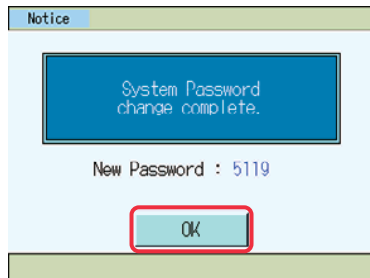 Notice
System Password
change complete.
New Password : 5119
OK